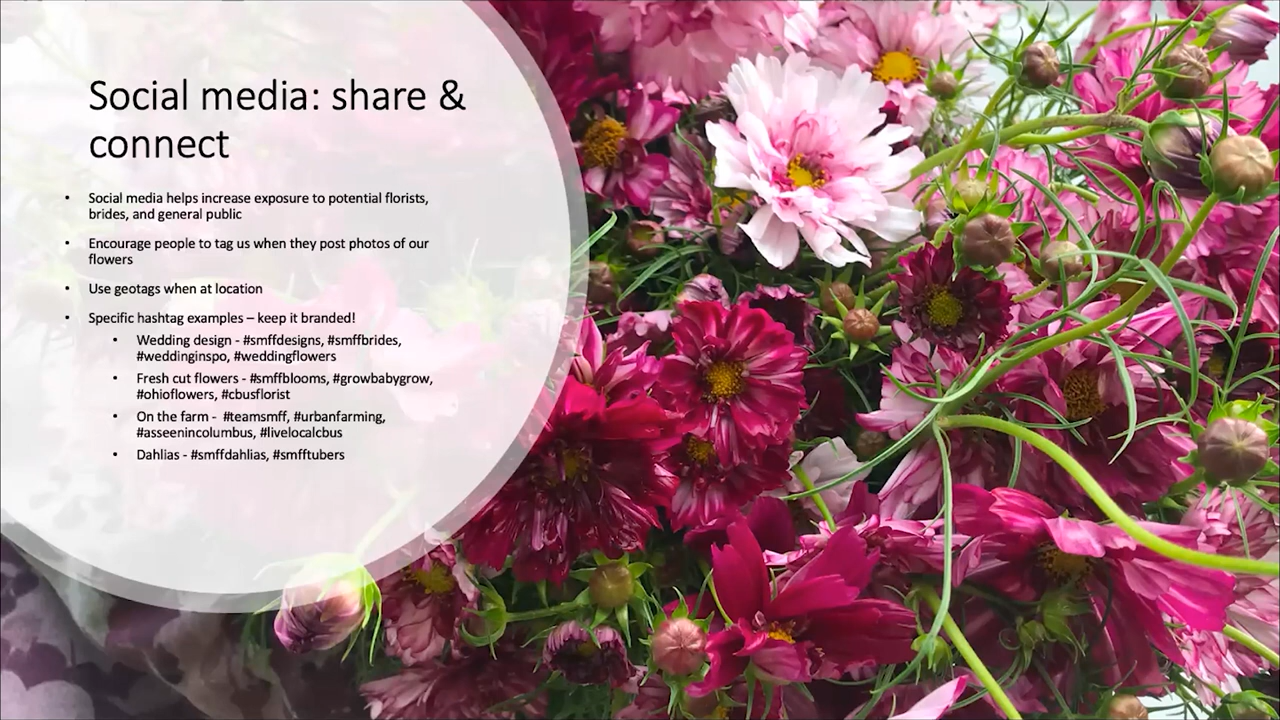 Social media: share &
connect
• Social media helps increase exposure to potential florists,
brides, and general public
• Encourage people to tag us when they post photos of our
flowers
• Use geotags when at location
• Specific hashtag examples – keep it branded!
• Wedding design - #smffdesigns, #smffbrides,
#weddinginspo, #weddingflowers
• Fresh cut flowers - #smffblooms, #growbabygrow,
#ohioflowers, #cbusflorist
• On the farm -  #teamsmff, #urbanfarming,
#asseenincolumbus, #livelocalcbus
• Dahlias - #smffdahlias, #smfftubers